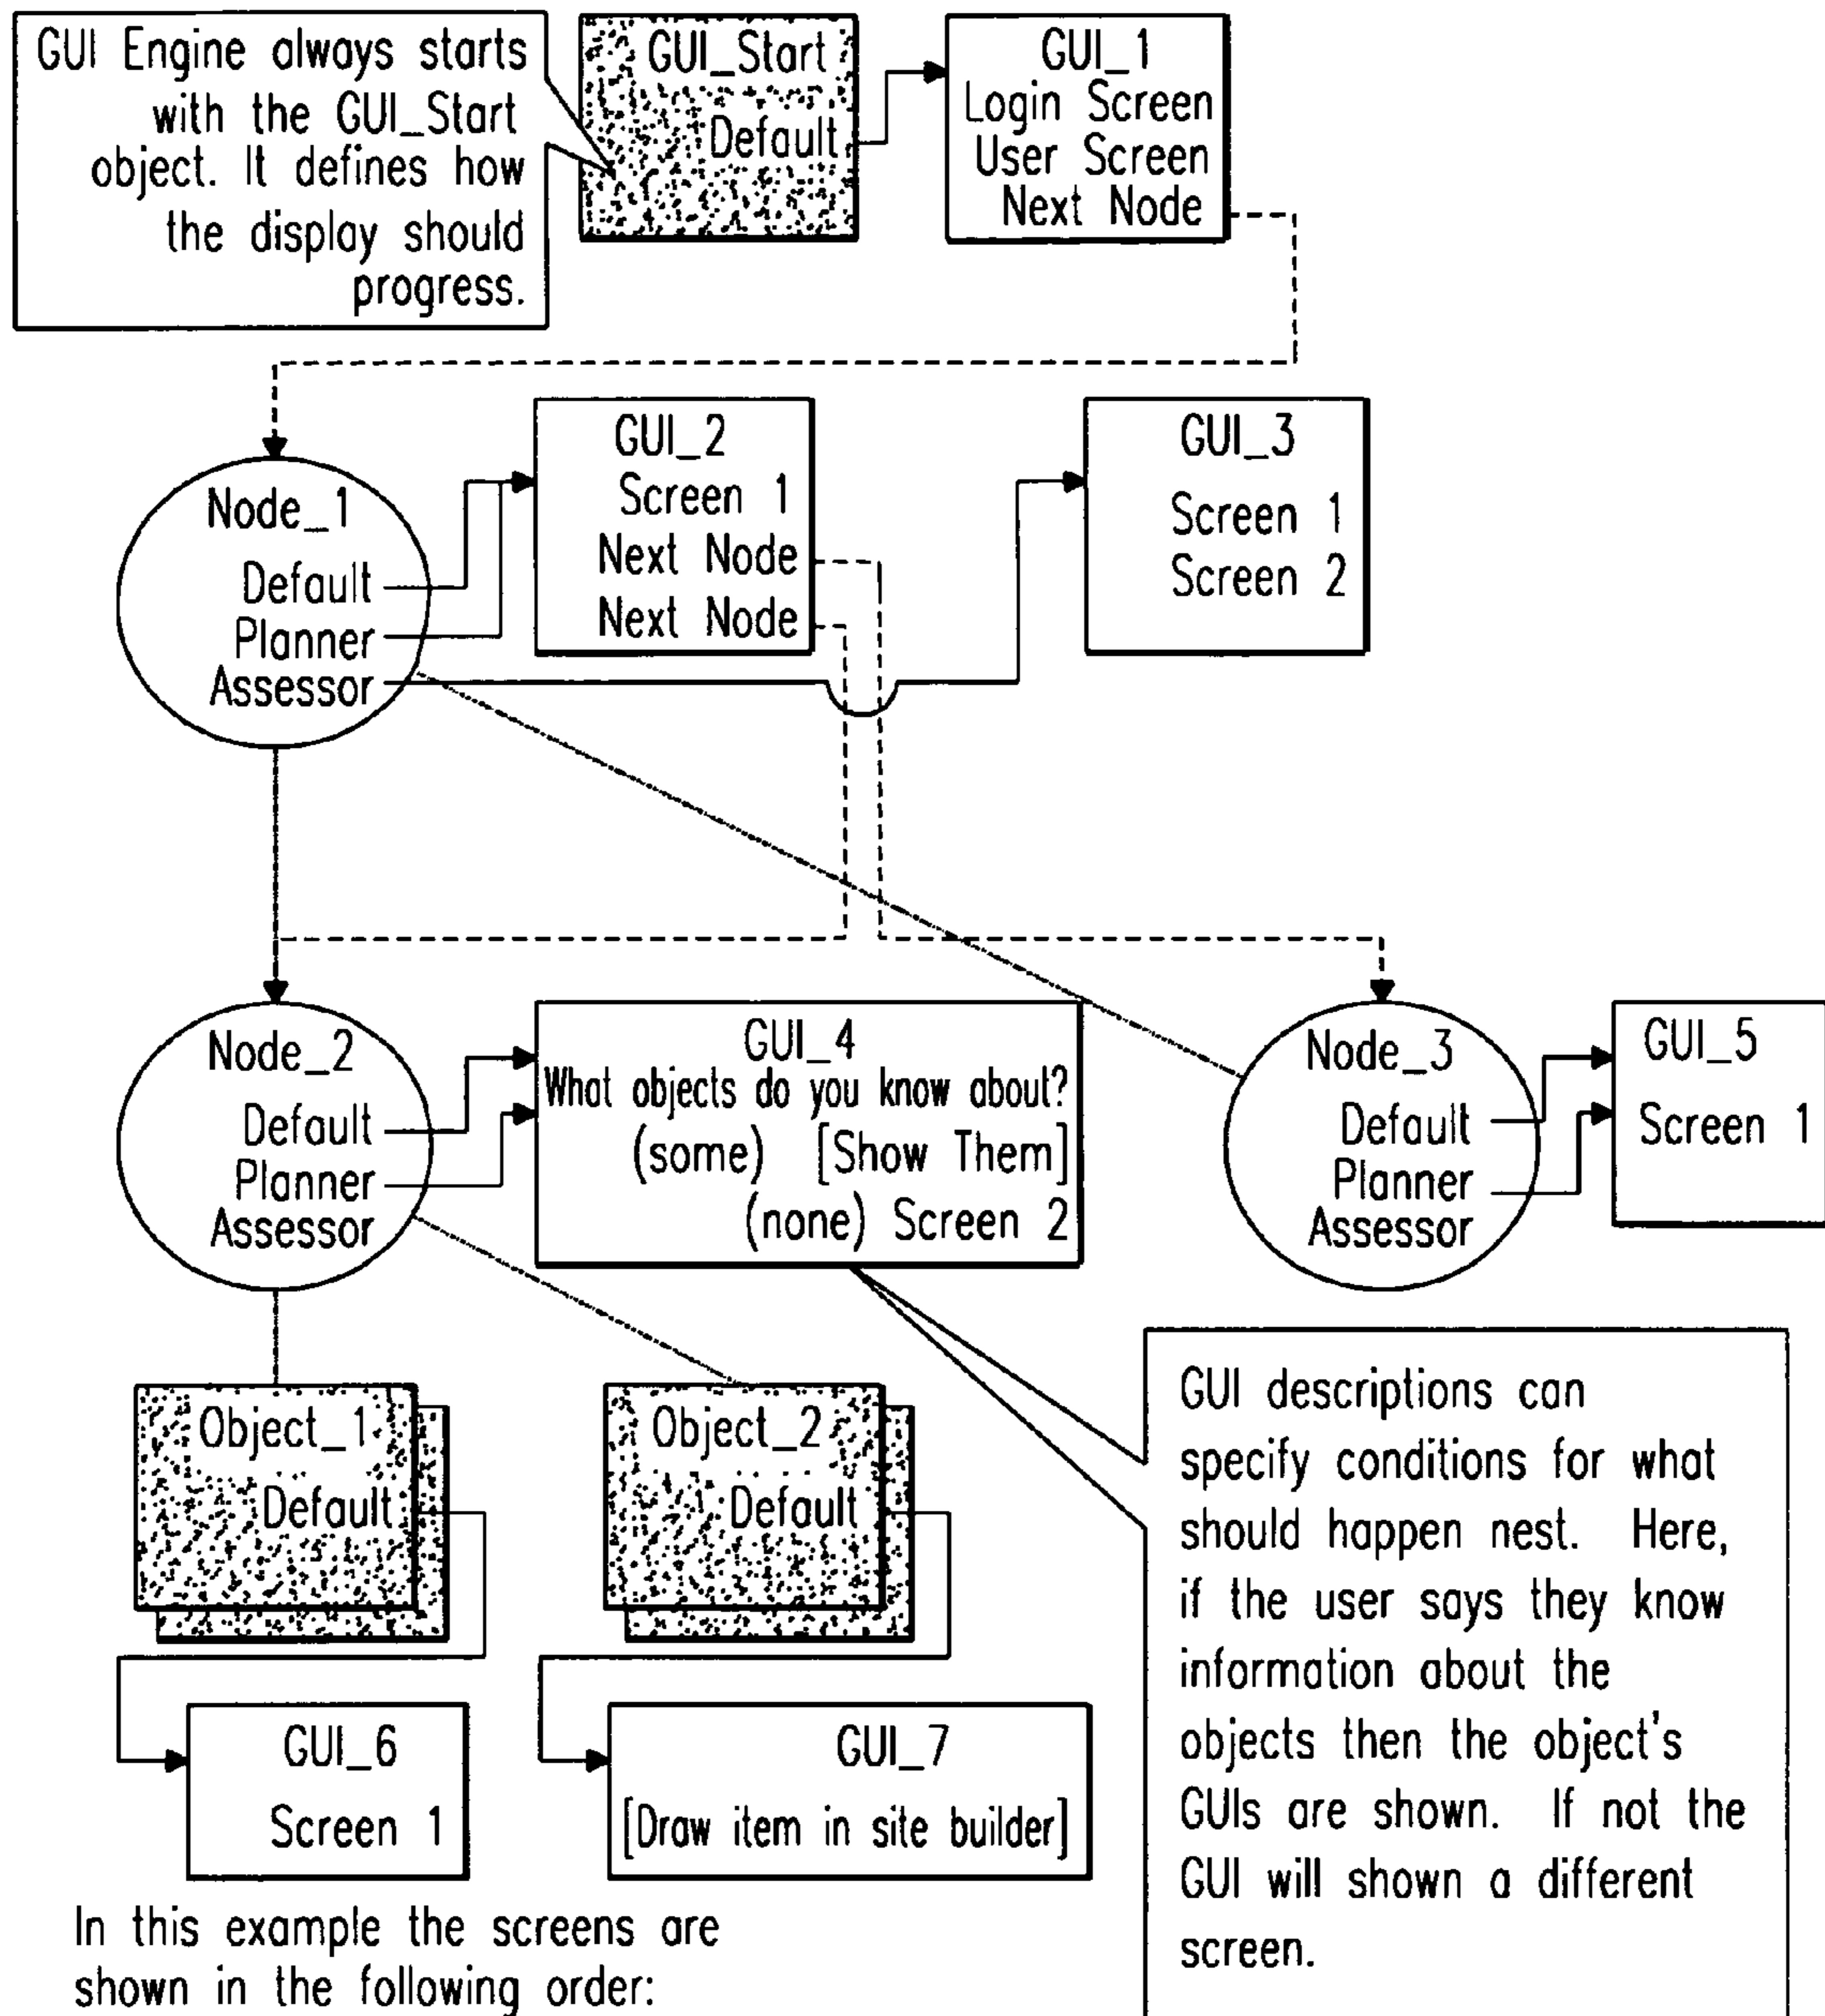 GUI Engine always starts
with the GUI_Start
object. It defines how
the display should
progress.
GUI_Start
Default
GUI_1
Login Screen
User Screen
Next Node
Node_1
Default
Planner
Assessor
GUI_2
Screen 1
Next Node
Next Node
GUI_3
Screen 1
Screen 2
Node_2
Default
Planner
Assessor
GUI_4
What objects do you know about?
(some) [Show Them]
(none) Screen 2
Node_3
Default
Planner
Assessor
GUI_5
Screen 1
Object_1
Default
Object_2
Default
GUI_6
Screen 1
GUI_7
[Draw item in site builder]
GUI descriptions can
specify conditions for what
should happen nest. Here,
if the user says they know
information about the
objects then the object's
GUIs are shown. If not the
GUI will shown a different
screen.
In this example the screens are
shown in the following order: